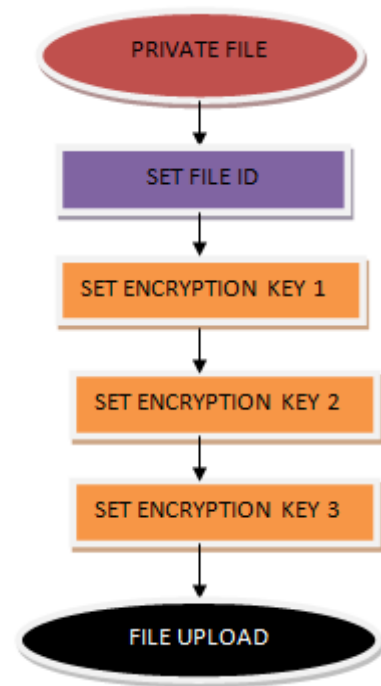 PRIVATE FILE
SET FILE ID
SET ENCRYPTION KEY 1
SET ENCRYPTION KEY 2
SET ENCRYPTION KEY 3
FILE UPLOAD